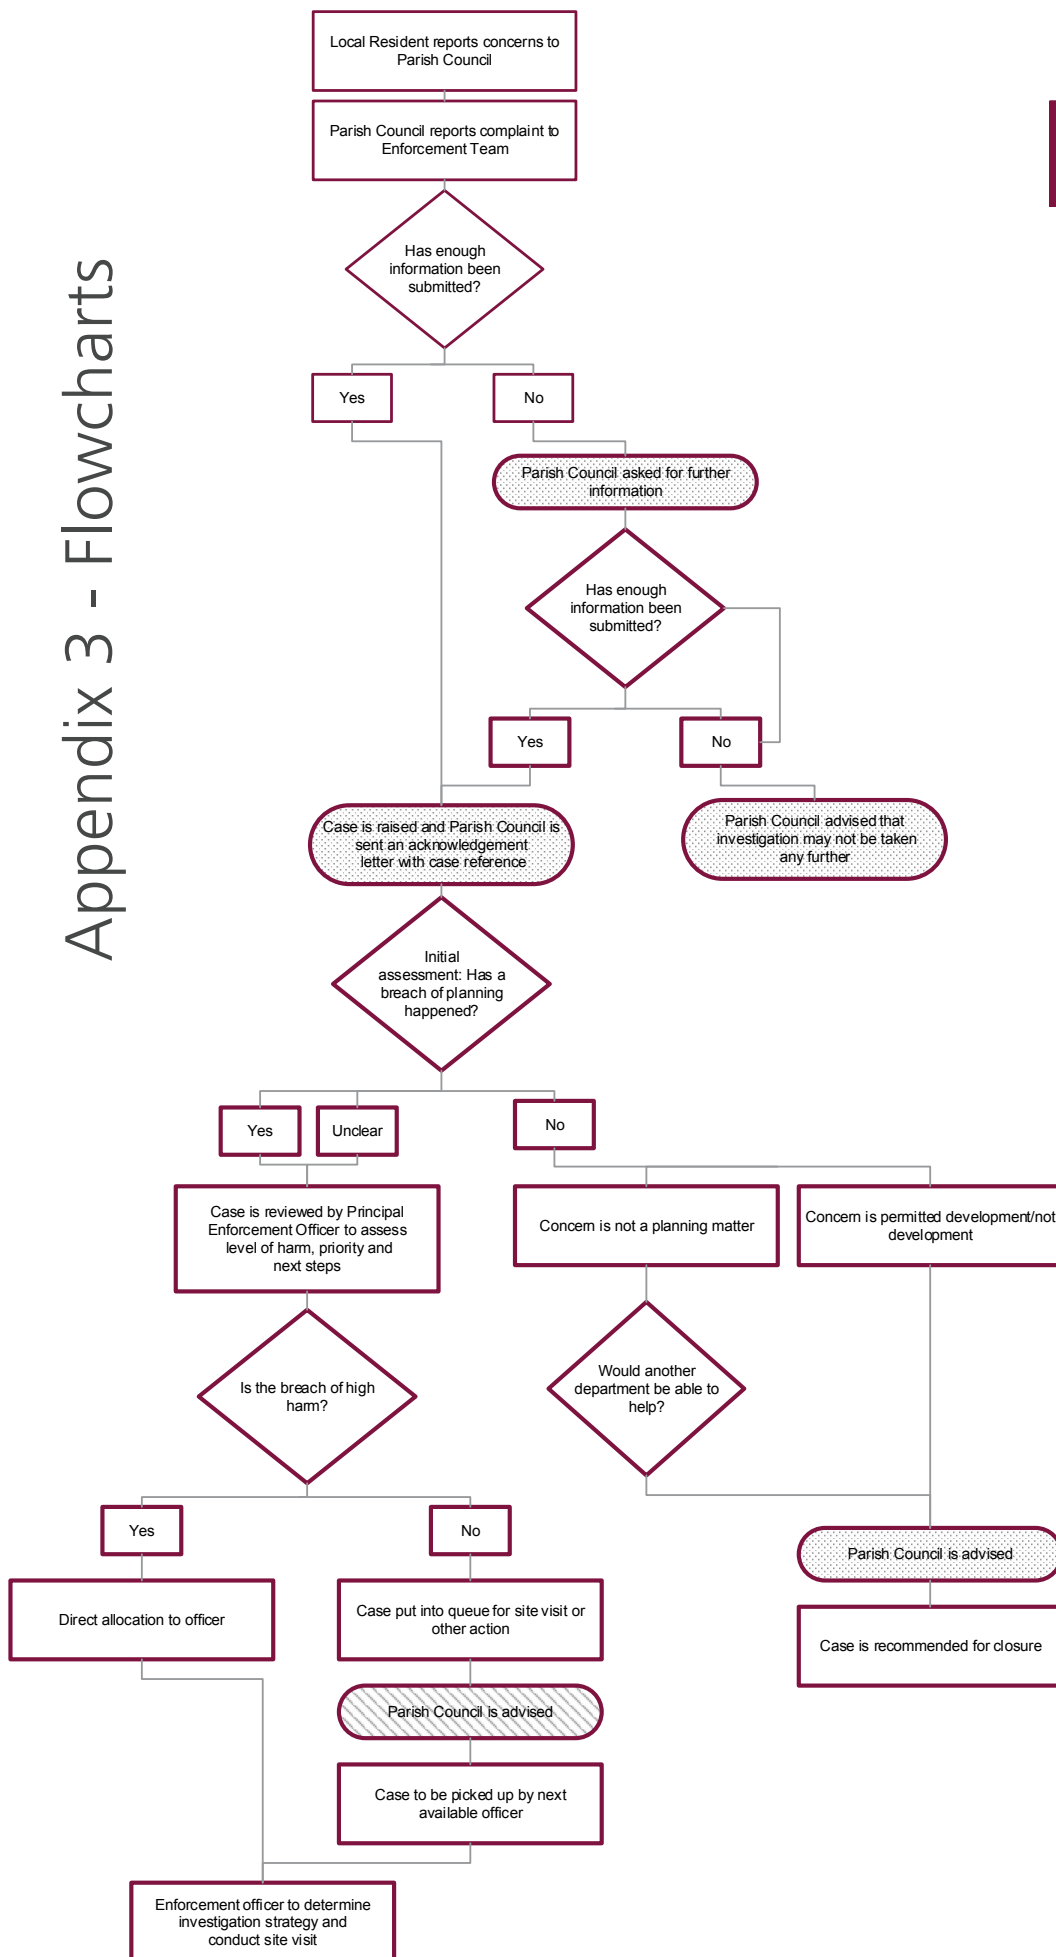 Appendix 3 - Flowcharts
Local Resident reports concerns to
Parish Council
Parish Council reports complaint to
Enforcement Team
Has enough
information been
submitted?
Yes
No
Parish Council asked for further
information
Has enough
information been
submitted?
Yes
No
Case is raised and Parish Council is
sent an acknowledgement
letter with case reference
Parish Council advised that
investigation may not be taken
any further
Initial
assessment: Has a
breach of planning
happened?
Yes
Unclear
No
Case is reviewed by Principal
Enforcement Officer to assess
level of harm, priority and
next steps
Concern is not a planning matter
Concern is permitted development/not
development
Is the breach of high
harm?
Would another
department be able to
help?
Yes
No
Parish Council is advised
Direct allocation to officer
Case put into queue for site visit or
other action
Case is recommended for closure
Parish Council is advised
Case to be picked up by next
available officer
Enforcement officer to determine
investigation strategy and
conduct site visit